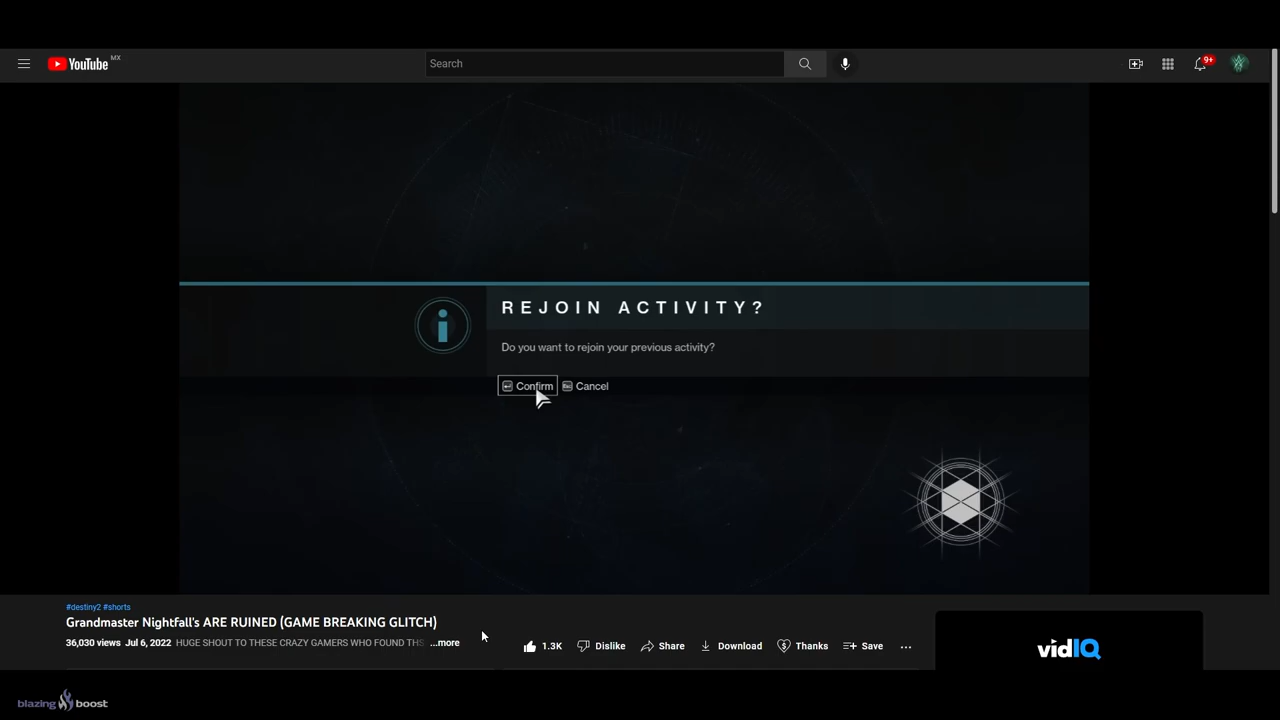 YouTube MX
Search
9+
REJOIN ACTIVITY?
Do you want to rejoin your previous activity?
Confirm Esc Cancel
#destiny2 #shorts
Grandmaster Nightfall's ARE RUINED (GAME BREAKING GLITCH)
36,030 views Jul 6, 2022 HUGE SHOUT TO THESE CRAZY GAMERS WHO FOUND THIS ...more
1.3K Dislike Share Download Thanks Save ...
vidIQ
blazing boost